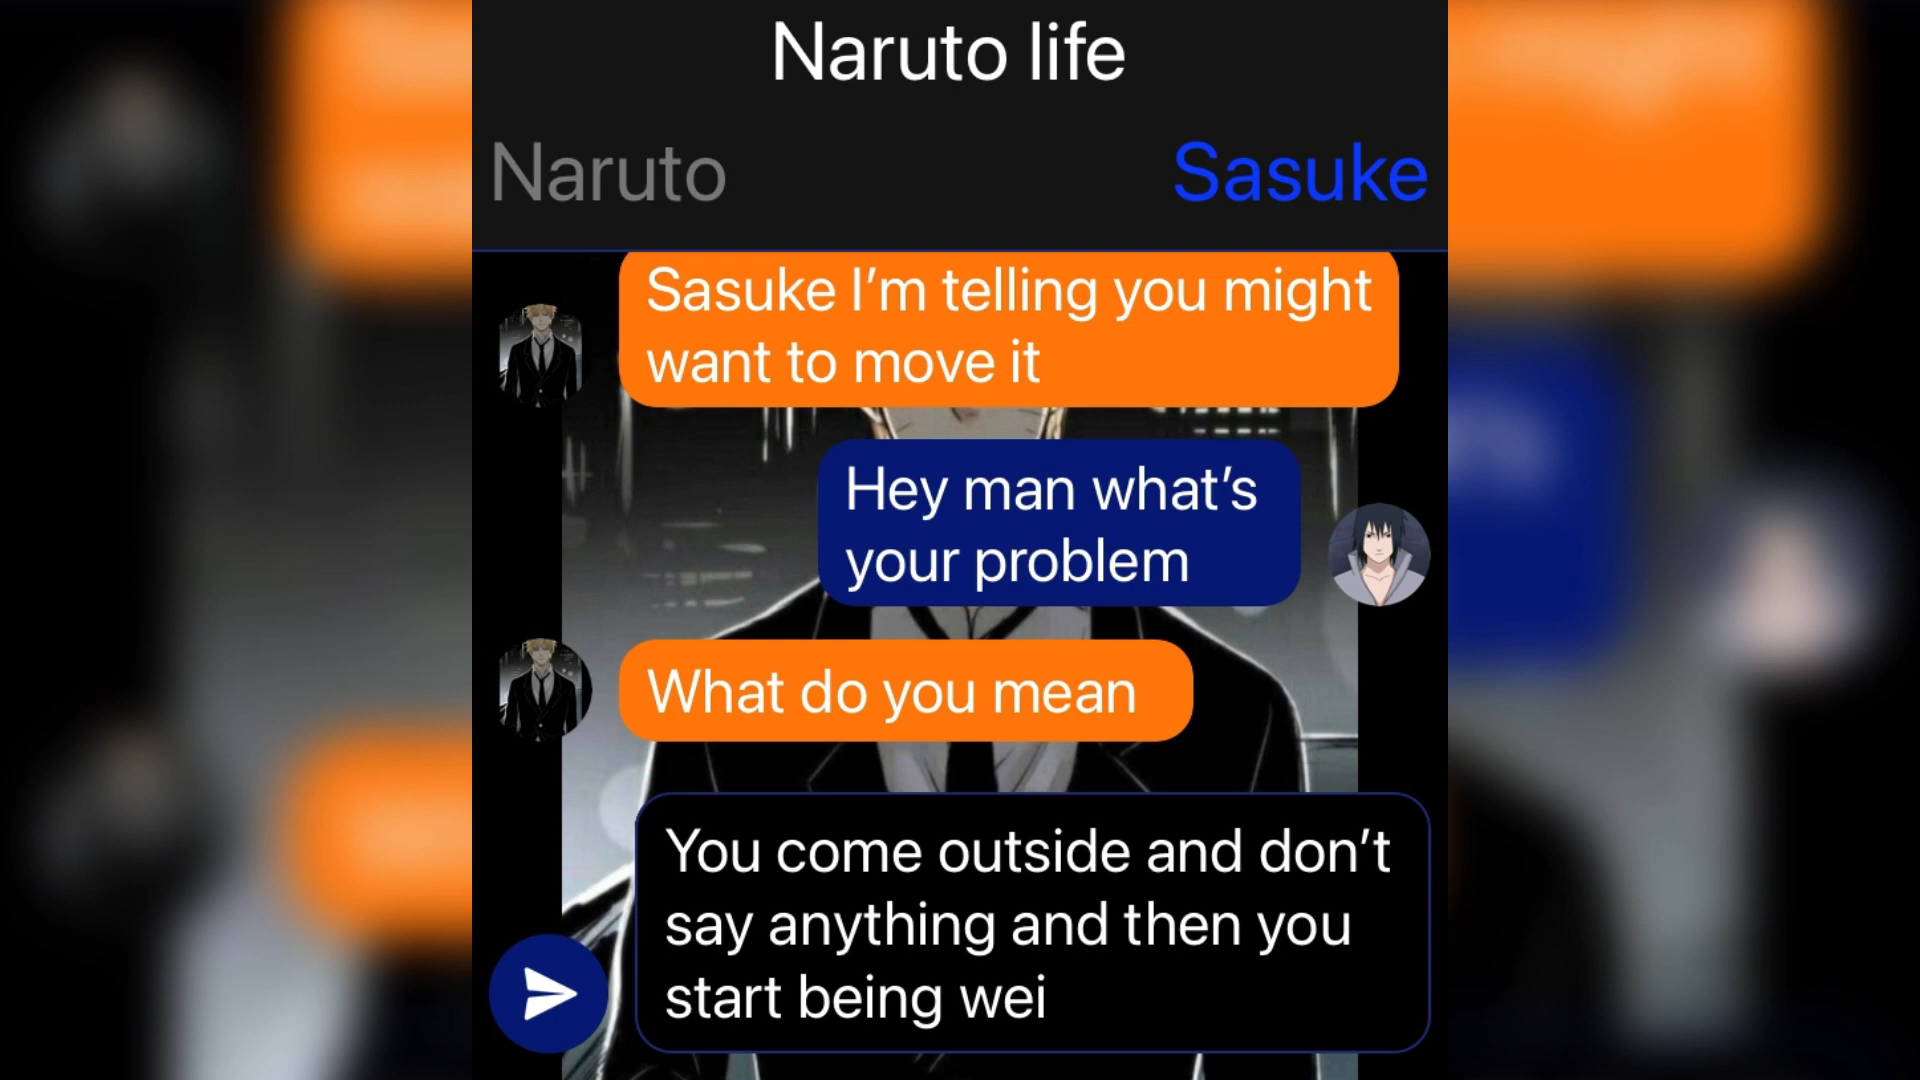 Naruto life
Naruto
Sasuke
Sasuke I’m telling you might
want to move it
Hey man what’s
your problem
What do you mean
You come outside and don’t
say anything and then you
start being wei